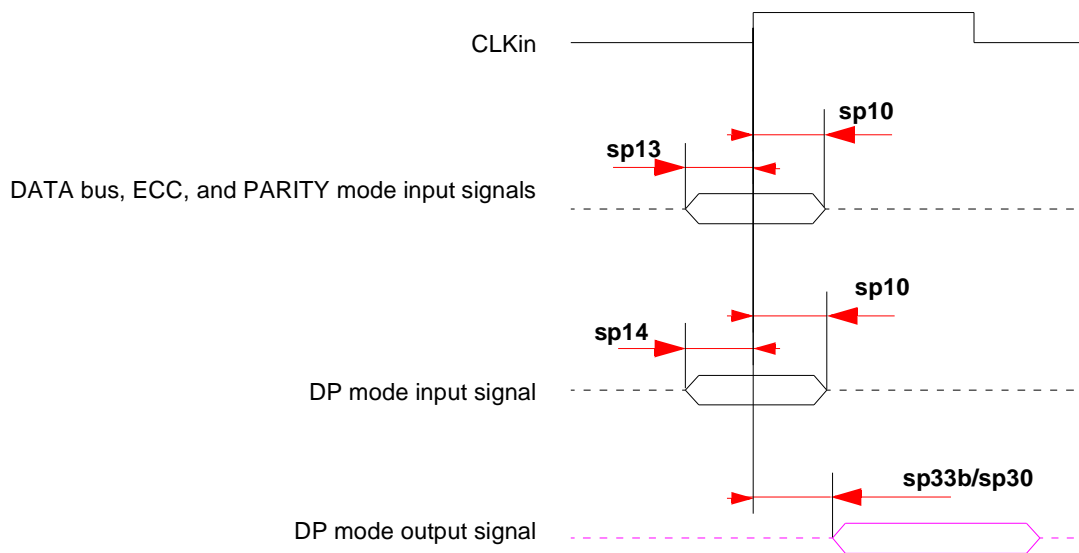 CLKin
sp10
sp13
DATA bus, ECC, and PARITY mode input signals
sp10
sp14
DP mode input signal
sp33b/sp30
DP mode output signal